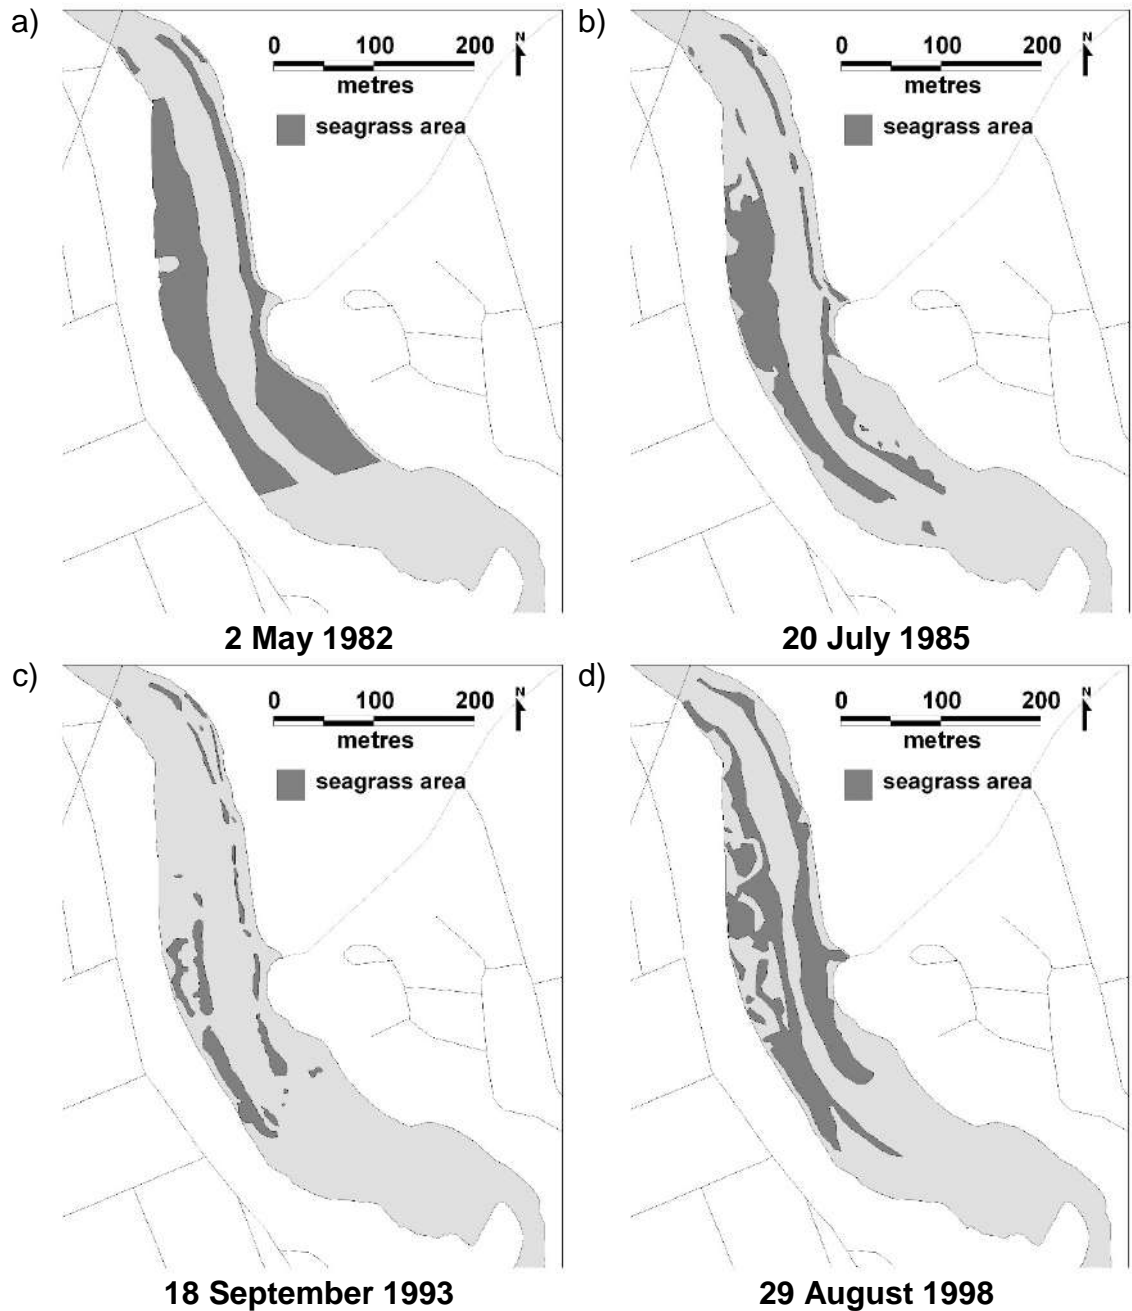 a)
0 100 200
N
metres
seagrass area
2 May 1982
b)
0 100 200
N
metres
seagrass area
20 July 1985
c)
0 100 200
N
metres
seagrass area
18 September 1993
d)
0 100 200
N
metres
seagrass area
29 August 1998